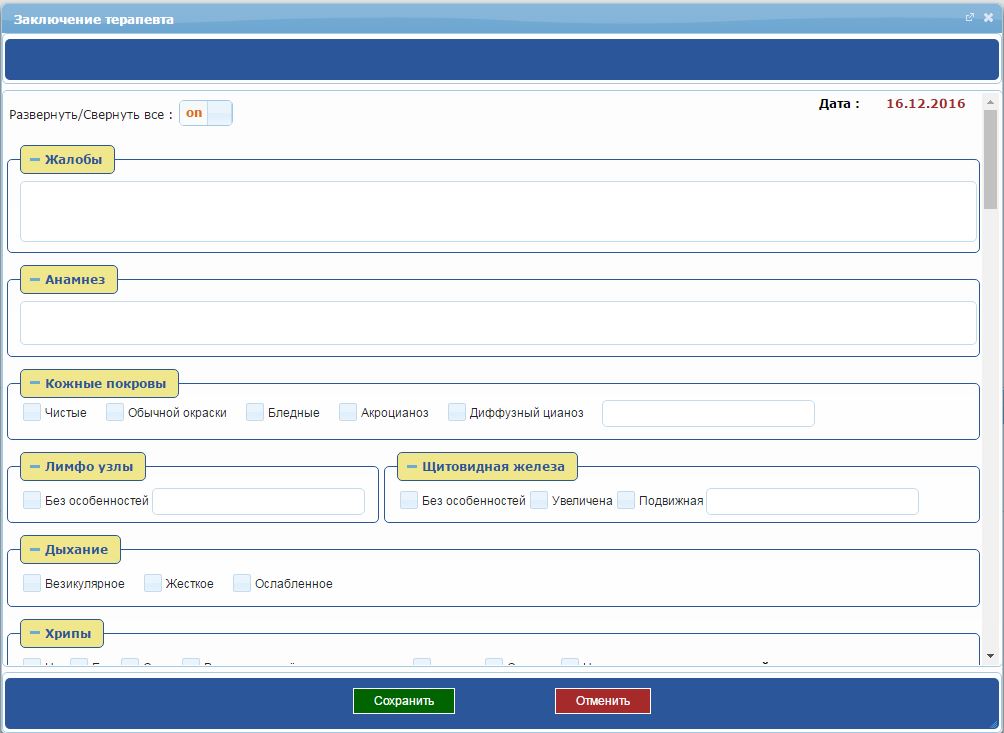 Заключение терапевта
Дата : 16.12.2016
Развернуть/Свернуть все : on
Жалобы
Анамнез
Кожные покровы
Чистые Обычной окраски Бледные Акроцианоз Диффузный цианоз
Лимфо узлы Щитовидная железа
Без особенностей Без особенностей Увеличена Подвижная
Дыхание
Везикулярное Жесткое Ослабленное
Хрипы
Сохранить Отменить